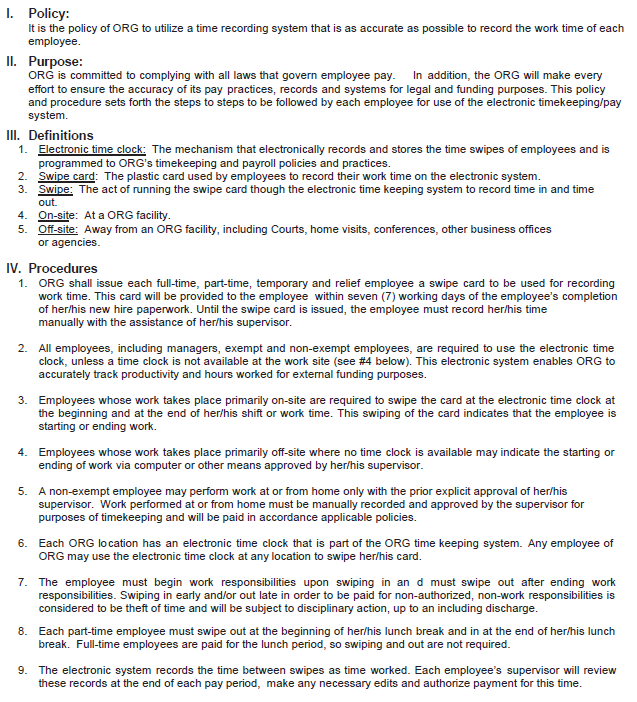 I. Policy:
It is the policy of ORG to utilize a time recording system that is as accurate as possible to record the work time of each
employee.
II. Purpose:
ORG is committed to complying with all laws that govern employee pay. In addition, the ORG will make every
effort to ensure the accuracy of its pay practices, records and systems for legal and funding purposes. This policy
and procedure sets forth the steps to steps to be followed by each employee for use of the electronic timekeeping/pay
system.
III. Definitions
1. Electronic time clock: The mechanism that electronically records and stores the time swipes of employees and is
programmed to ORG's timekeeping and payroll policies and practices.
2. Swipe card: The plastic card used by employees to record their work time on the electronic system.
3. Swipe: The act of running the swipe card though the electronic time keeping system to record time in and time
out.
4. On-site: At a ORG facility.
5. Off-site: Away from an ORG facility, including Courts, home visits, conferences, other business offices
or agencies.
IV. Procedures
1. ORG shall issue each full-time, part-time, temporary and relief employee a swipe card to be used for recording
work time. This card will be provided to the employee within seven (7) working days of the employee's completion
of her/his new hire paperwork. Until the swipe card is issued, the employee must record her/his time
manually with the assistance of her/his supervisor.
2. All employees, including managers, exempt and non-exempt employees, are required to use the electronic time
clock, unless a time clock is not available at the work site (see #4 below). This electronic system enables ORG to
accurately track productivity and hours worked for external funding purposes.
3. Employees whose work takes place primarily on-site are required to swipe the card at the electronic time clock at
the beginning and at the end of her/his shift or work time. This swiping of the card indicates that the employee is
starting or ending work.
4. Employees whose work takes place primarily off-site where no time clock is available may indicate the starting or
ending of work via computer or other means approved by her/his supervisor.
5. A non-exempt employee may perform work at or from home only with the prior explicit approval of her/his
supervisor. Work performed at or from home must be manually recorded and approved by the supervisor for
purposes of timekeeping and will be paid in accordance applicable policies.
6. Each ORG location has an electronic time clock that is part of the ORG time keeping system. Any employee of
ORG may use the electronic time clock at any location to swipe her/his card.
7. The employee must begin work responsibilities upon swiping in an d must swipe out after ending work
responsibilities. Swiping in early and/or out late in order to be paid for non-authorized, non-work responsibilities is
considered to be theft of time and will be subject to disciplinary action, up to an including discharge.
8. Each part-time employee must swipe out at the beginning of her/his lunch break and in at the end of her/his lunch
break. Full-time employees are paid for the lunch period, so swiping and out are not required.
9. The electronic system records the time between swipes as time worked. Each employee's supervisor will review
these records at the end of each pay period, make any necessary edits and authorize payment for this time.